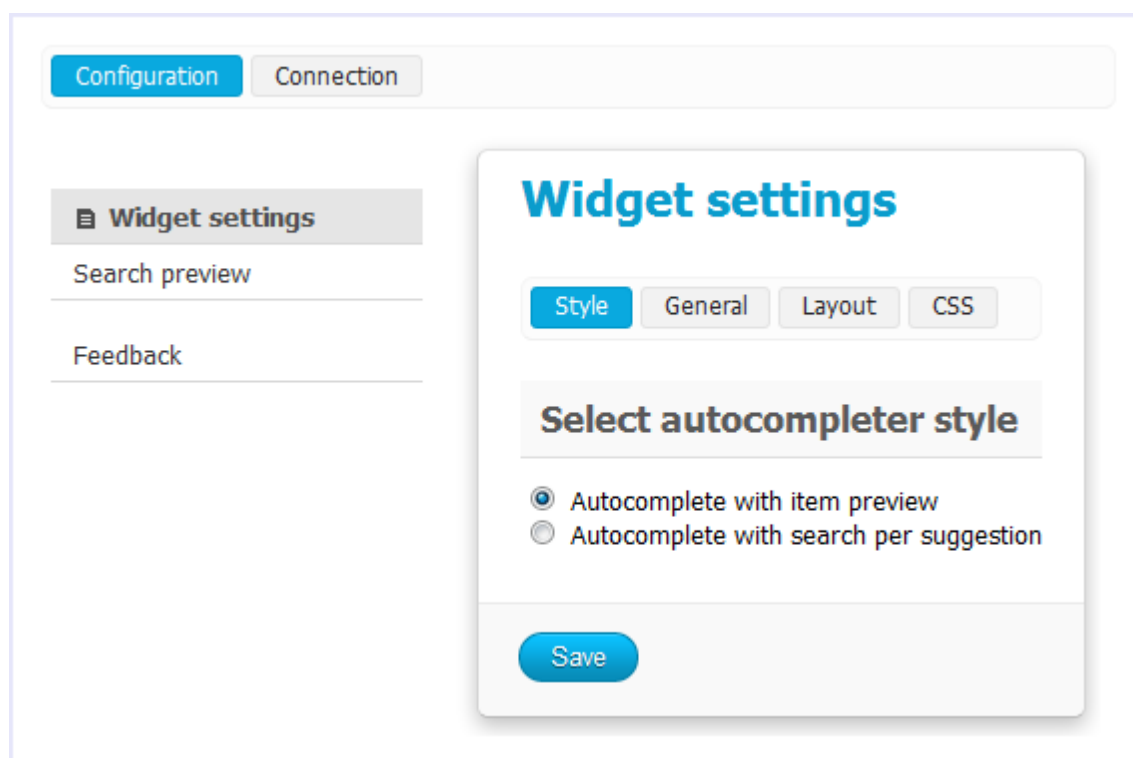 Configuration Connection
Widget settings
Search preview
Feedback
Widget settings
Style General Layout CSS
Select autocompleter style
Autocomplete with item preview
Autocomplete with search per suggestion
Save